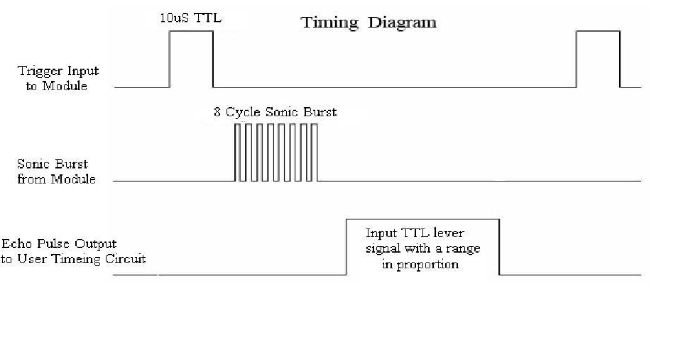 10uS TTL
Timing Diagram
Trigger Input
to Module
8 Cycle Sonic Burst
Sonic Burst
from Module
Echo Pulse Output
to User Timeing Circuit
Input TTL lever
signal with a range
in proportion